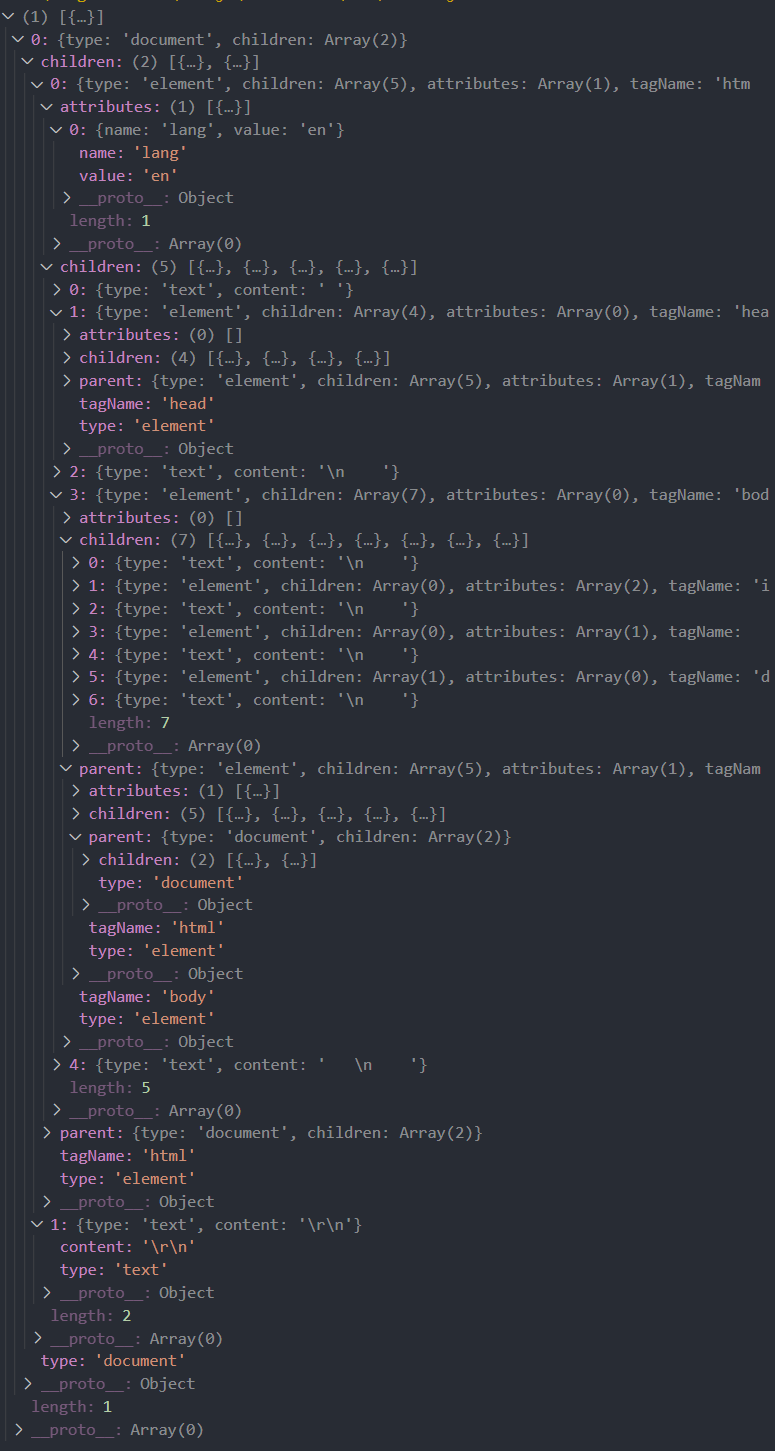 (1) [{…}]
0: {type: 'document', children: Array(2)}
children: (2) [{…}, {…}]
0: {type: 'element', children: Array(5), attributes: Array(1), tagName: 'htm
attributes: (1) [{…}]
0: {name: 'lang', value: 'en'}
name: 'lang'
value: 'en'
__proto__: Object
length: 1
__proto__: Array(0)
children: (5) [{…}, {…}, {…}, {…}, {…}]
0: {type: 'text', content: ' '}
1: {type: 'element', children: Array(4), attributes: Array(0), tagName: 'hea
attributes: (0) []
children: (4) [{…}, {…}, {…}, {…}]
parent: {type: 'element', children: Array(5), attributes: Array(1), tagNam
tagName: 'head'
type: 'element'
__proto__: Object
2: {type: 'text', content: '\n    '}
3: {type: 'element', children: Array(7), attributes: Array(0), tagName: 'bod
attributes: (0) []
children: (7) [{…}, {…}, {…}, {…}, {…}, {…}, {…}]
0: {type: 'text', content: '\n    '}
1: {type: 'element', children: Array(0), attributes: Array(2), tagName: 'i
2: {type: 'text', content: '\n    '}
3: {type: 'element', children: Array(0), attributes: Array(1), tagName:
4: {type: 'text', content: '\n    '}
5: {type: 'element', children: Array(1), attributes: Array(0), tagName: 'd
6: {type: 'text', content: '\n    '}
length: 7
__proto__: Array(0)
parent: {type: 'element', children: Array(5), attributes: Array(1), tagNam
attributes: (1) [{…}]
children: (5) [{…}, {…}, {…}, {…}, {…}]
parent: {type: 'document', children: Array(2)}
children: (2) [{…}, {…}]
type: 'document'
__proto__: Object
tagName: 'html'
type: 'element'
__proto__: Object
tagName: 'body'
type: 'element'
__proto__: Object
4: {type: 'text', content: '   \n    '}
length: 5
__proto__: Array(0)
parent: {type: 'document', children: Array(2)}
tagName: 'html'
type: 'element'
__proto__: Object
1: {type: 'text', content: '\r\n'}
content: '\r\n'
type: 'text'
__proto__: Object
length: 2
__proto__: Array(0)
type: 'document'
__proto__: Object
length: 1
__proto__: Array(0)